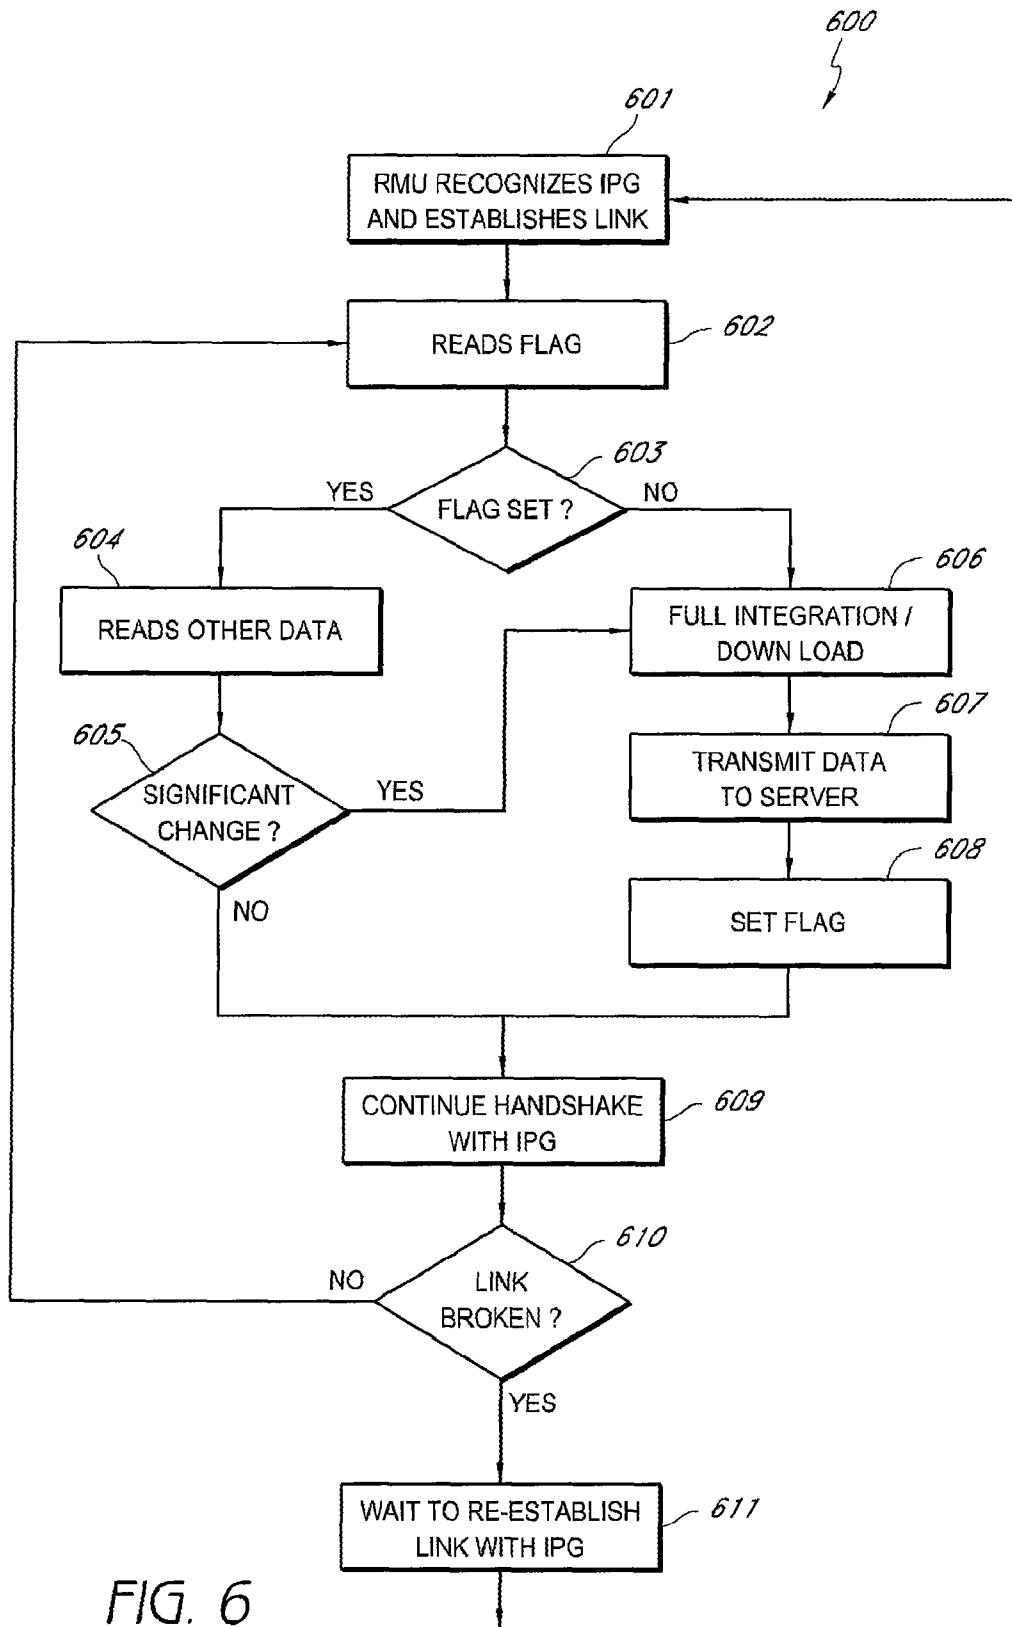 600
601
RMU RECOGNIZES IPG
AND ESTABLISHES LINK
602
READS FLAG
603
YES
FLAG SET ?
NO
604
READS OTHER DATA
606
FULL INTEGRATION /
DOWN LOAD
605
SIGNIFICANT
CHANGE ?
YES
NO
607
TRANSMIT DATA
TO SERVER
608
SET FLAG
CONTINUE HANDSHAKE
WITH IPG
609
610
NO
LINK
BROKEN ?
YES
WAIT TO RE-ESTABLISH
LINK WITH IPG
611
FIG. 6